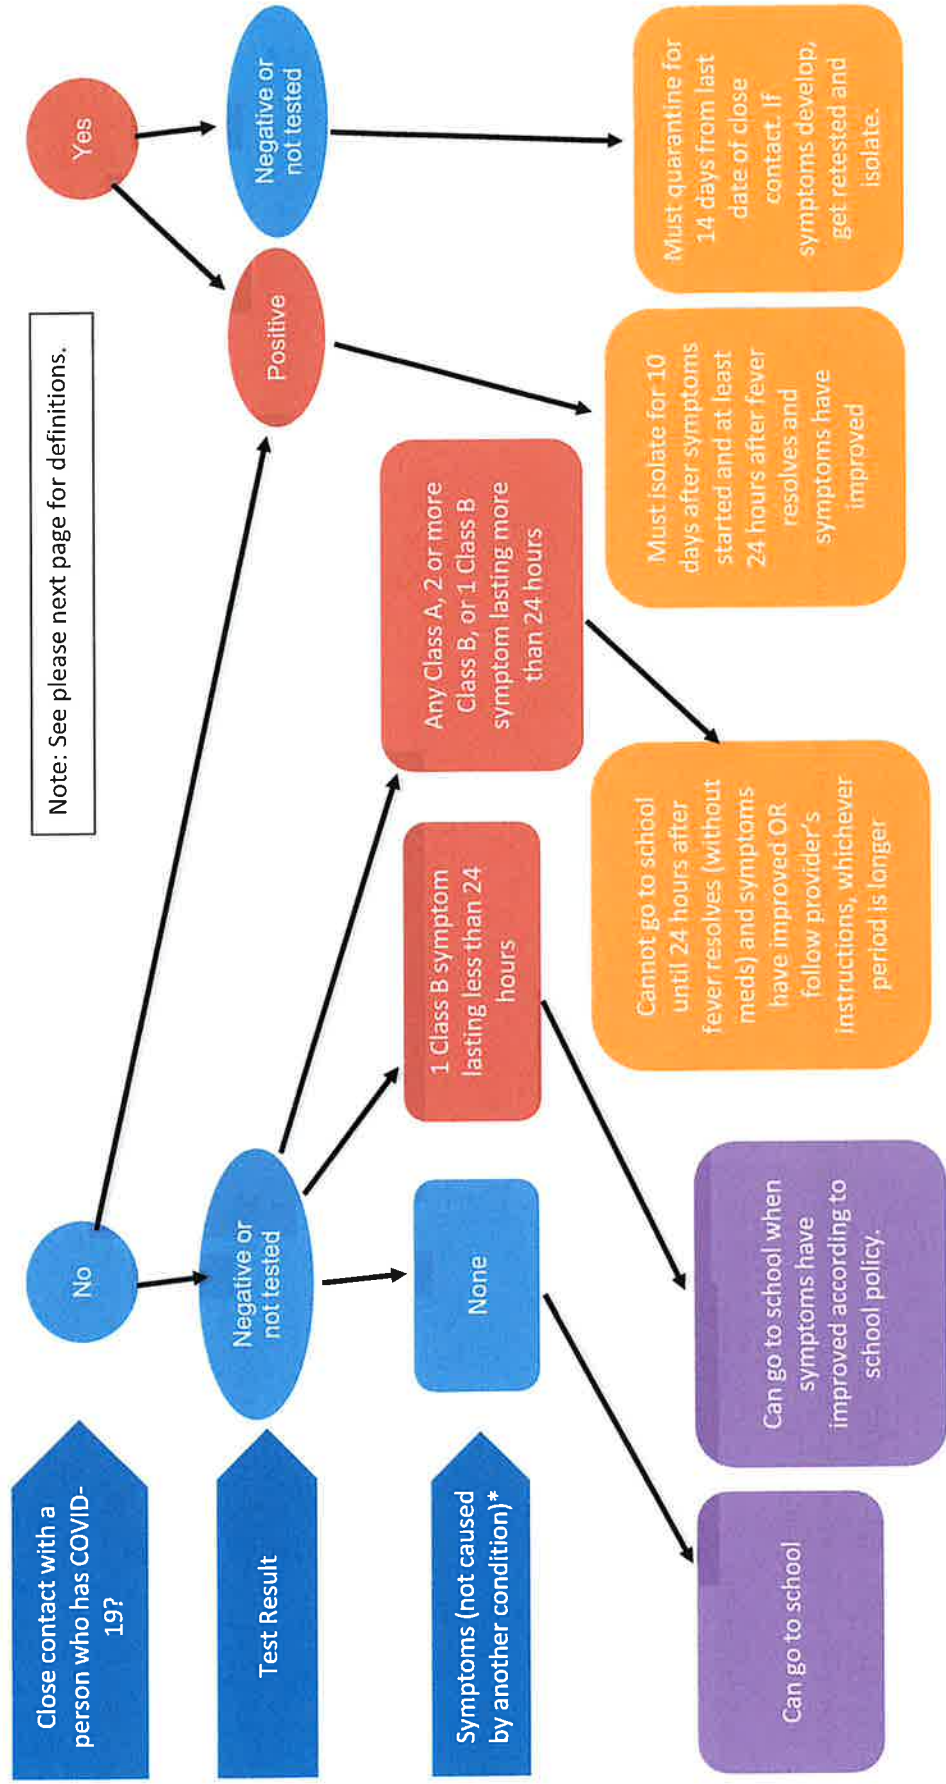 Note: See please next page for definitions.
Close contact with a
person who has COVID-
19?
No
Yes
Test Result
Negative or
not tested
Positive
Negative or
not tested
Symptoms (not caused
by another condition)*
None
1 Class B symptom
lasting less than 24
hours
Any Class A, 2 or more
Class B, or 1 Class B
symptom lasting more
than 24 hours
Can go to school
Can go to school when
symptoms have
improved according to
school policy.
Cannot go to school
until 24 hours after
fever resolves (without
meds) and symptoms
have improved OR
follow provider's
instructions, whichever
period is longer
Must isolate for 10
days after symptoms
started and at least
24 hours after fever
resolves and
symptoms have
improved
Must quarantine for
14 days from last
date of close
contact. If
symptoms develop,
get retested and
isolate.